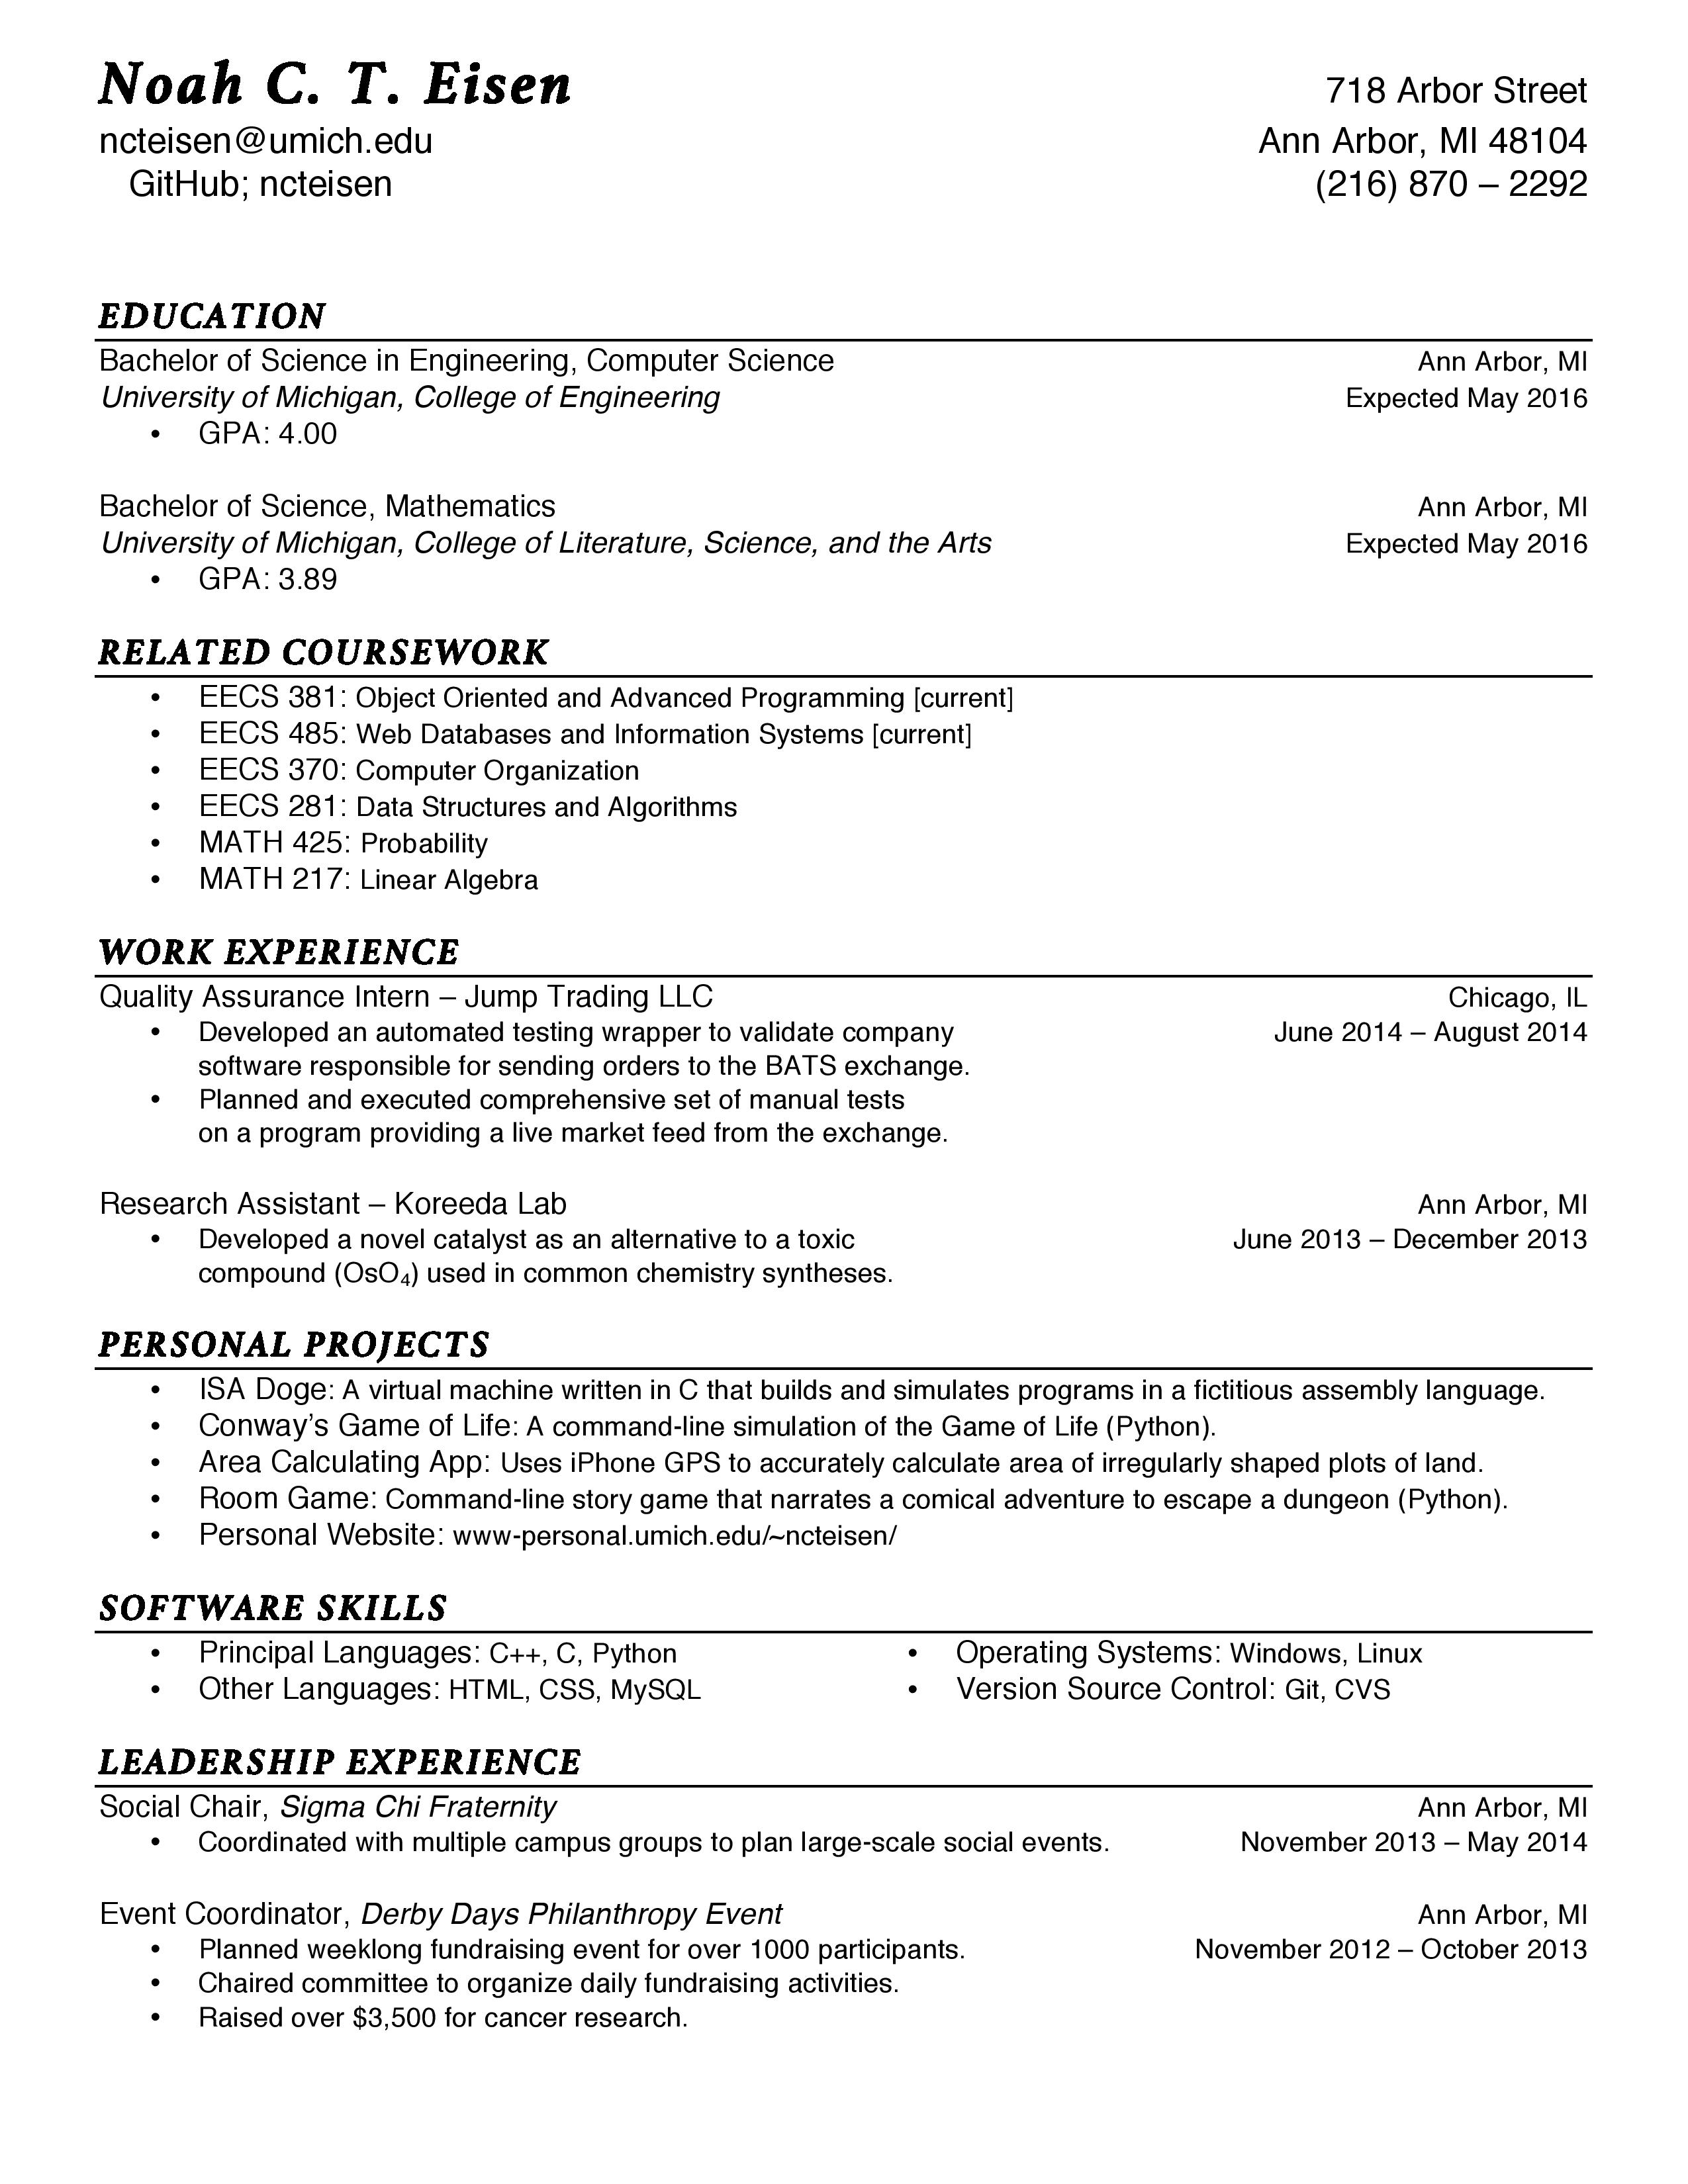 Noah C. T. Eisen
718 Arbor Street
ncteisen@umich.edu
Ann Arbor, MI 48104
GitHub; ncteisen
(216) 870 – 2292
EDUCATION
Bachelor of Science in Engineering, Computer Science
Ann Arbor, MI
University of Michigan, College of Engineering
Expected May 2016
• GPA: 4.00
Bachelor of Science, Mathematics
Ann Arbor, MI
University of Michigan, College of Literature, Science, and the Arts
Expected May 2016
• GPA: 3.89
RELATED COURSEWORK
• EECS 381: Object Oriented and Advanced Programming [current]
• EECS 485: Web Databases and Information Systems [current]
• EECS 370: Computer Organization
• EECS 281: Data Structures and Algorithms
• MATH 425: Probability
• MATH 217: Linear Algebra
WORK EXPERIENCE
Quality Assurance Intern – Jump Trading LLC
Chicago, IL
• Developed an automated testing wrapper to validate company
June 2014 – August 2014
software responsible for sending orders to the BATS exchange.
• Planned and executed comprehensive set of manual tests
on a program providing a live market feed from the exchange.
Research Assistant – Koreeda Lab
Ann Arbor, MI
• Developed a novel catalyst as an alternative to a toxic
June 2013 – December 2013
compound (OsO₄) used in common chemistry syntheses.
PERSONAL PROJECTS
• ISA Doge: A virtual machine written in C that builds and simulates programs in a fictitious assembly language.
• Conway’s Game of Life: A command-line simulation of the Game of Life (Python).
• Area Calculating App: Uses iPhone GPS to accurately calculate area of irregularly shaped plots of land.
• Room Game: Command-line story game that narrates a comical adventure to escape a dungeon (Python).
• Personal Website: www-personal.umich.edu/~ncteisen/
SOFTWARE SKILLS
• Principal Languages: C++, C, Python
• Operating Systems: Windows, Linux
• Other Languages: HTML, CSS, MySQL
• Version Source Control: Git, CVS
LEADERSHIP EXPERIENCE
Social Chair, Sigma Chi Fraternity
Ann Arbor, MI
• Coordinated with multiple campus groups to plan large-scale social events.
November 2013 – May 2014
Event Coordinator, Derby Days Philanthropy Event
Ann Arbor, MI
• Planned weeklong fundraising event for over 1000 participants.
November 2012 – October 2013
• Chaired committee to organize daily fundraising activities.
• Raised over $3,500 for cancer research.